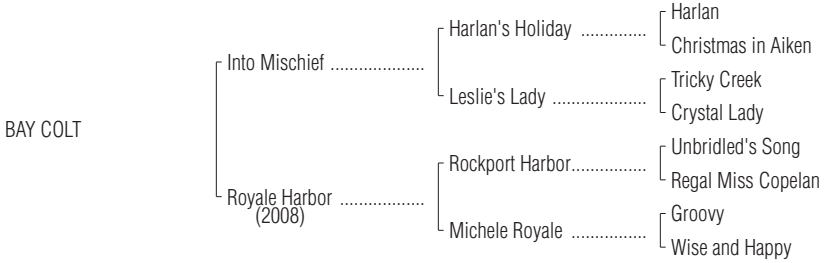 Harlan
Harlan's Holiday ..............
Christmas in Aiken
Into Mischief ....................
Tricky Creek
Leslie's Lady ....................
Crystal Lady
BAY COLT
Unbridled's Song
Rockport Harbor................
Regal Miss Copelan
Royale Harbor ..................
(2008)
Groovy
Michele Royale ................
Wise and Happy